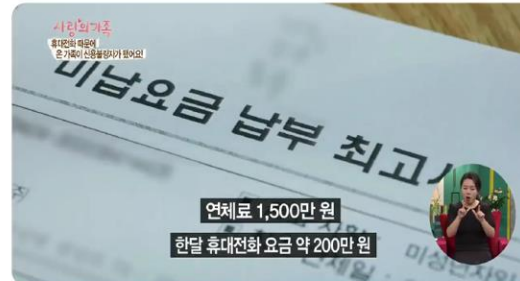 사랑의 가족
휴대전화 때문에
온 가족이 신용불량자가 됐어요!
미납요금 납부 최고
연체료 1,500만 원
한달 휴대전화 요금 약 200만 원